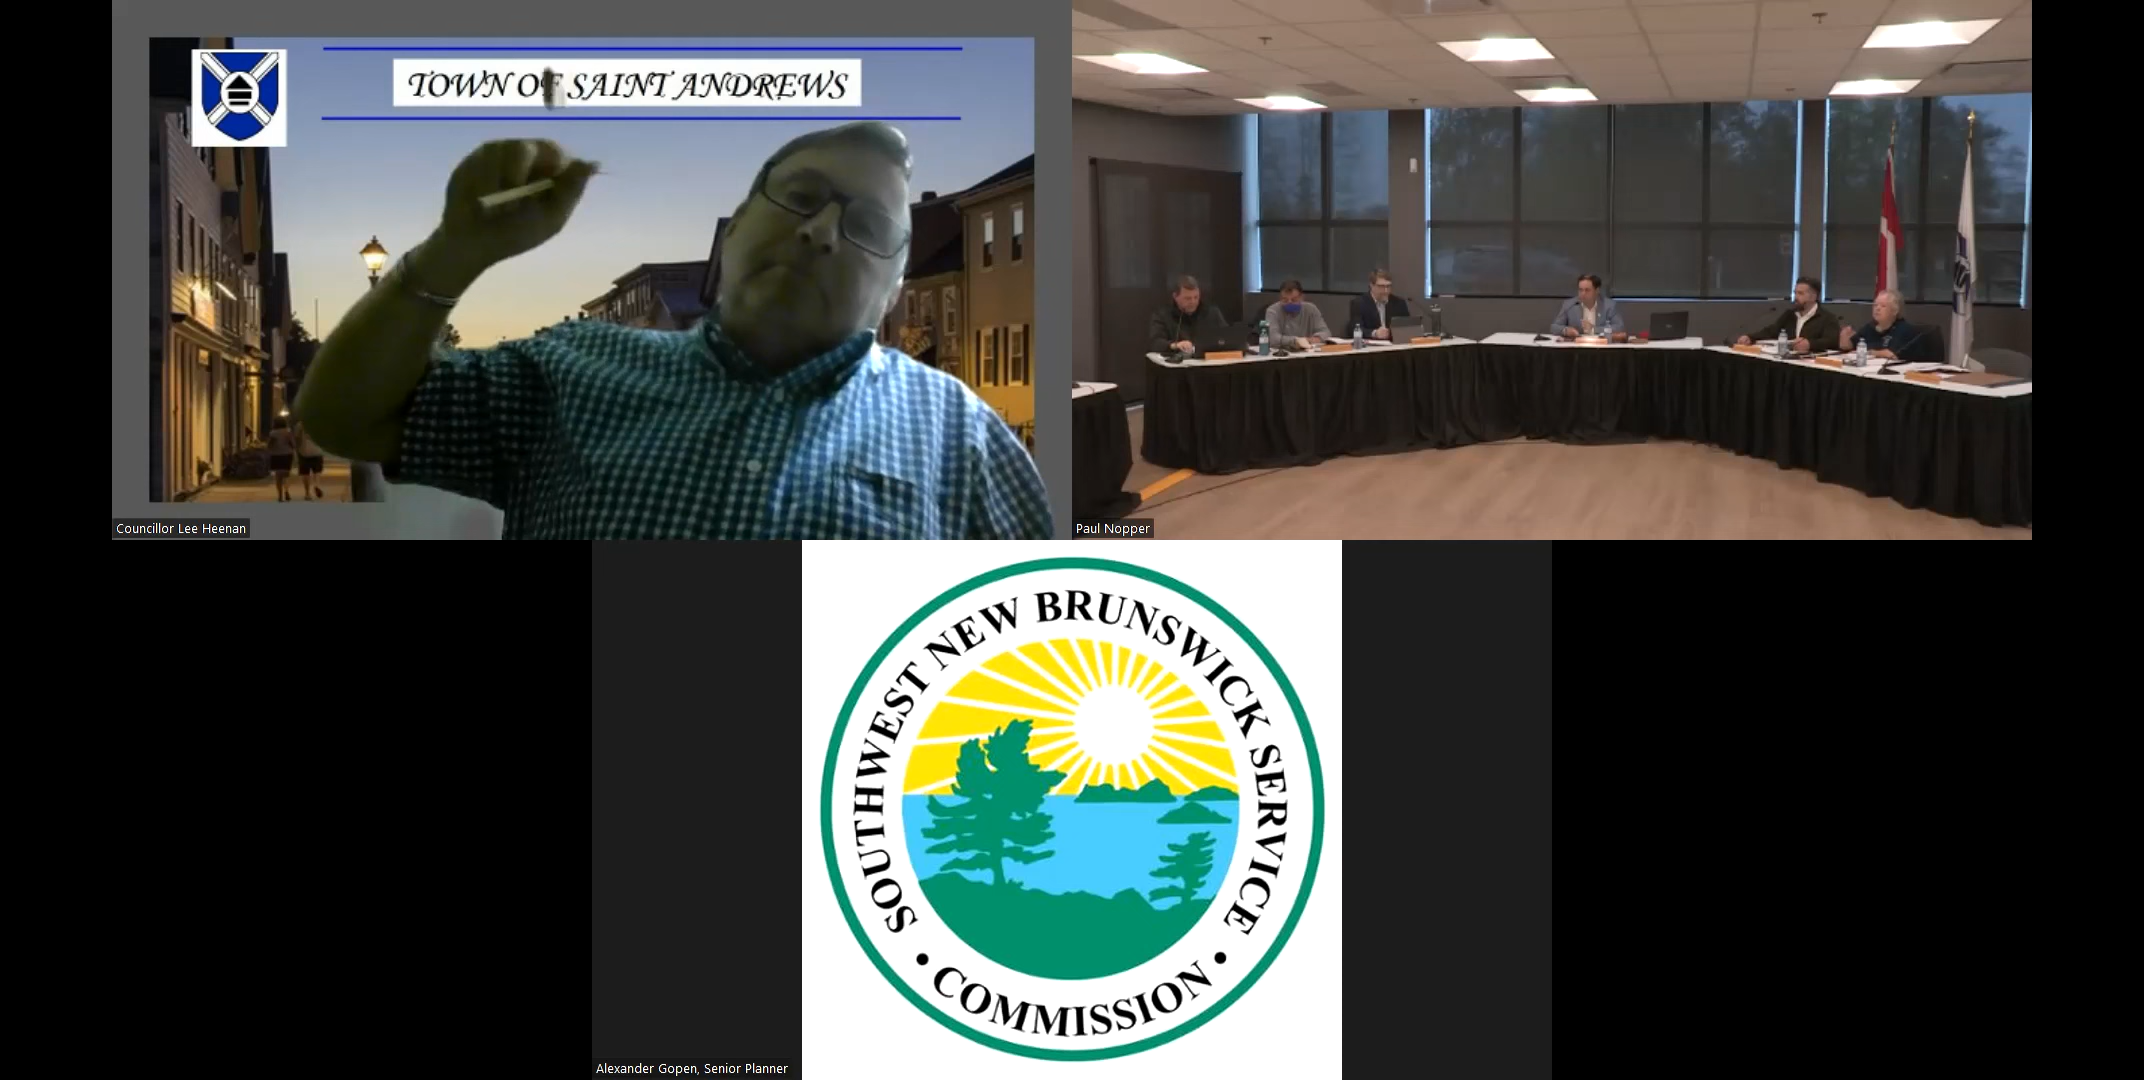 TOWN OF SAINT ANDREWS
Councillor Lee Heenan
Paul Nopper
SOUTHWEST NEW BRUNSWICK SERVICE
• COMMISSION •
Alexander Gopen, Senior Planner